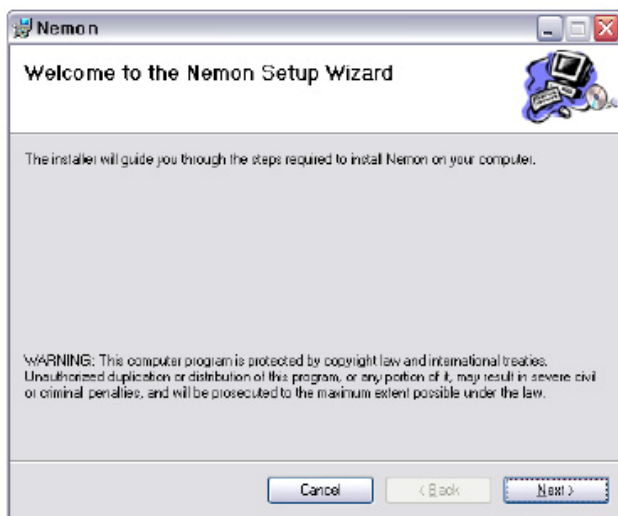 Nemon
Welcome to the Nemon Setup Wizard
The installer will guide you through the steps required to install Nemon on your computer.
WARNING: This computer program is protected by copyright law and international treaties.
Unauthorized duplication or distribution of this program, or any portion of it, may result in severe civil
or criminal penalties, and will be prosecuted to the maximum extent possible under the law.
Cancel
< Back
Next >